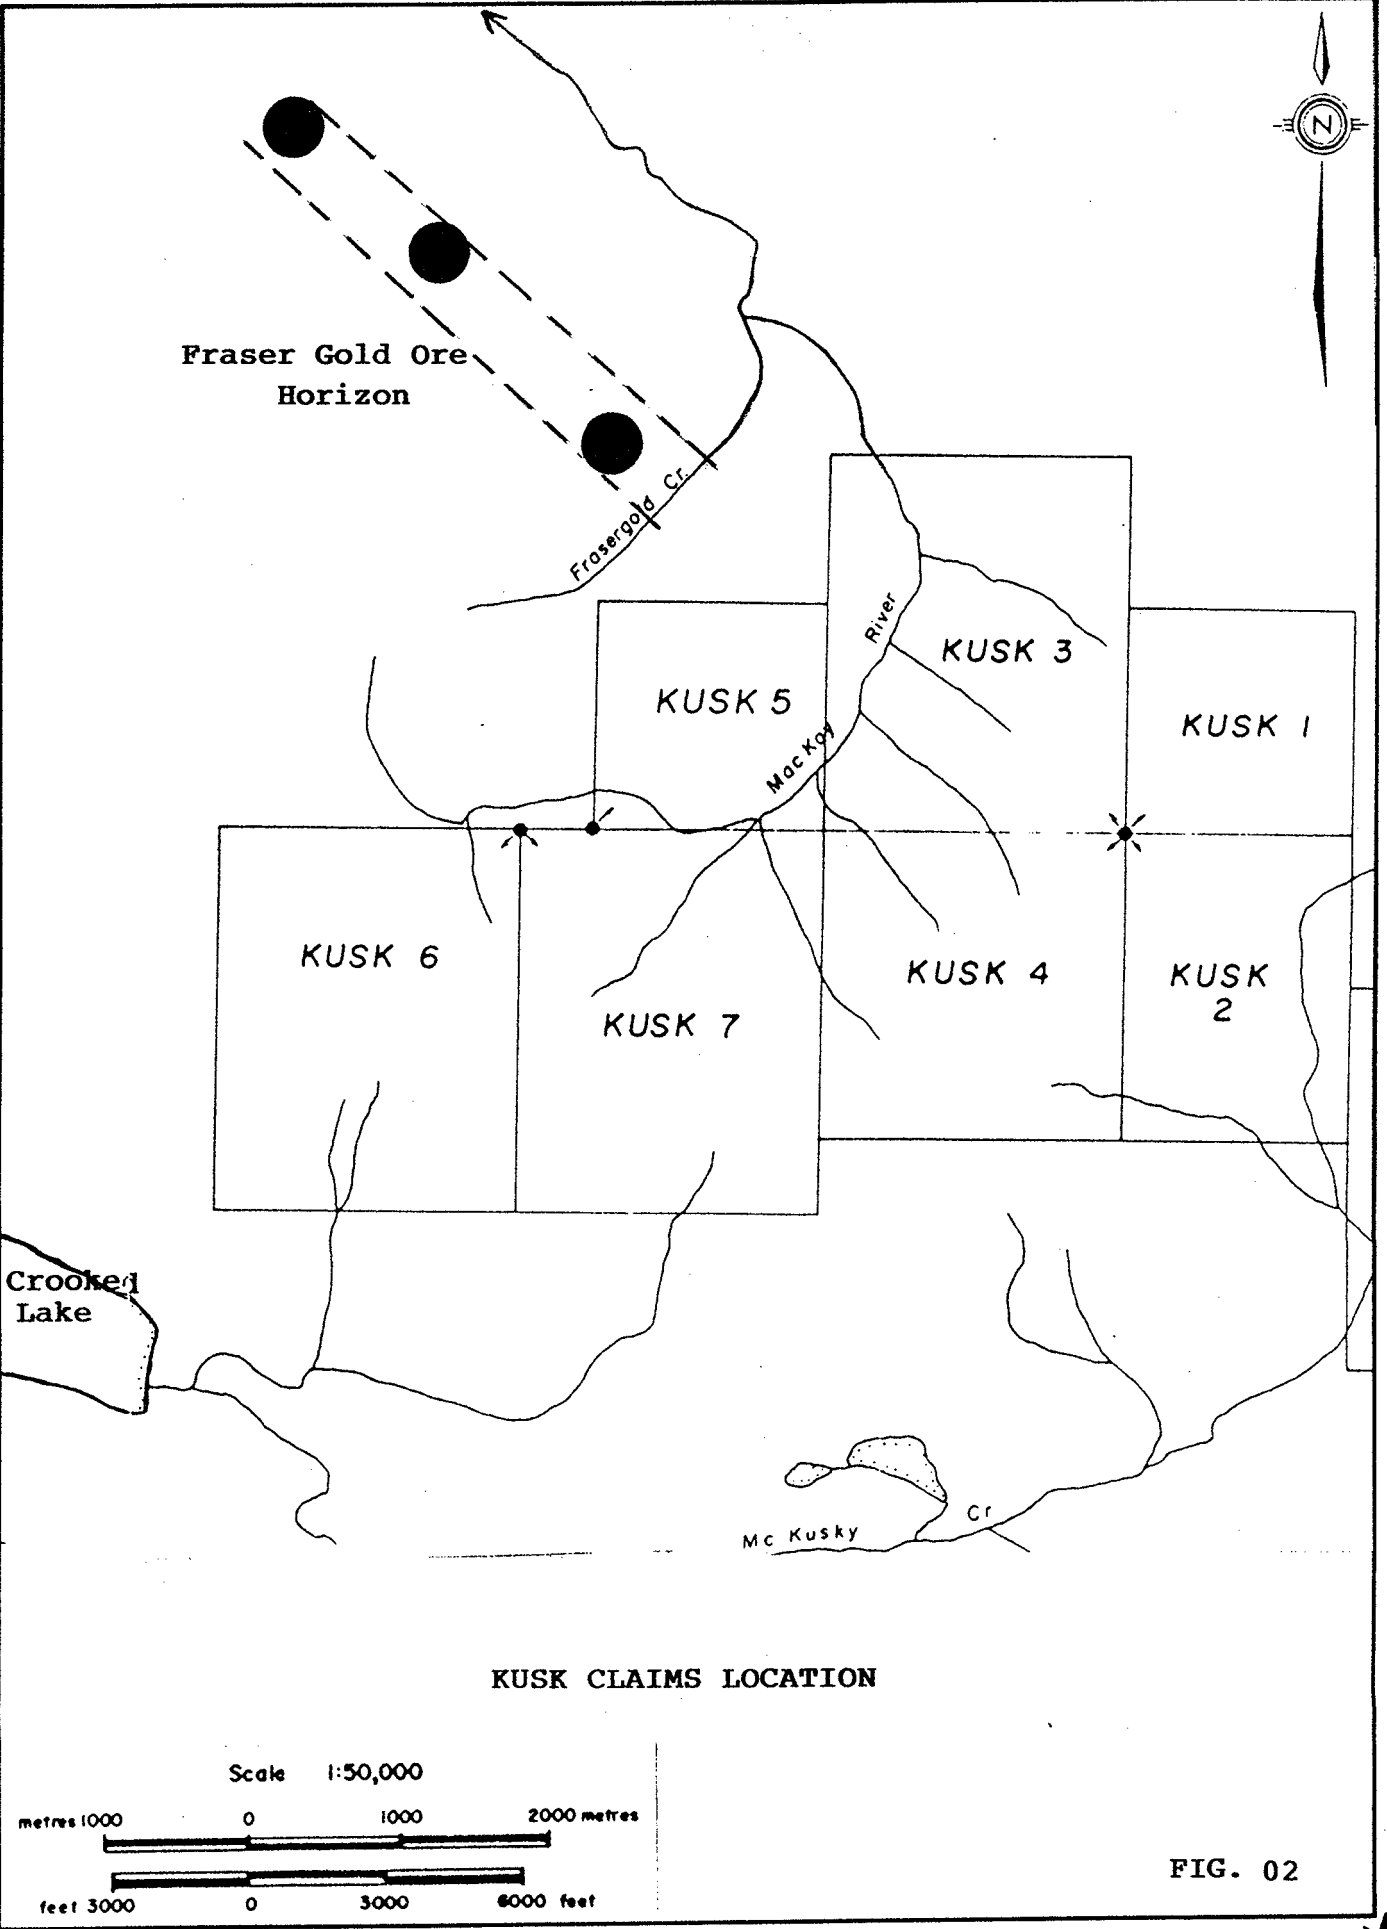 N
Fraser Gold Ore
Horizon
Frasergold Cr.
River
KUSK 3
KUSK 5
KUSK 1
Mac Kay
KUSK 6
KUSK 4
KUSK
2
KUSK 7
Crooked
Lake
Mc Kusky Cr
KUSK CLAIMS LOCATION
Scale 1:50,000
metres 1000 0 1000 2000 metres
feet 3000 0 3000 6000 feet
FIG. 02